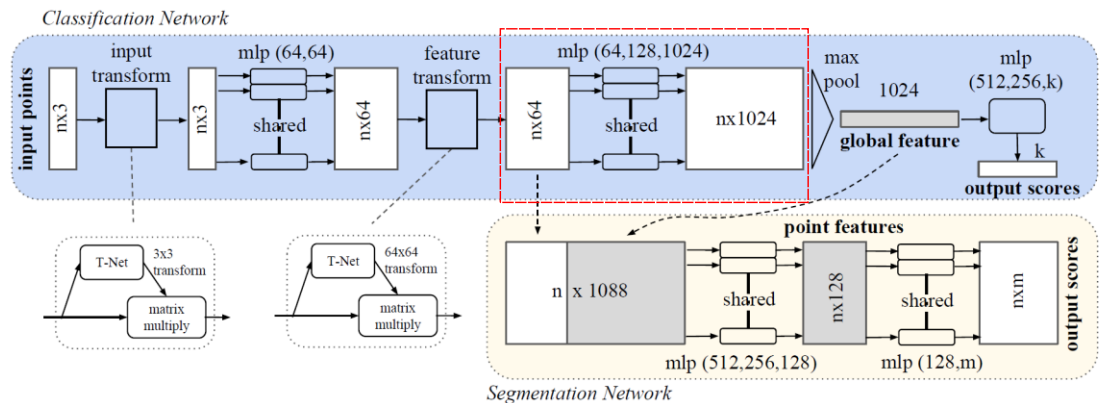 Classification Network
input points
nx3
input
transform
nx3
mlp (64,64)
shared
nx64
feature
transform
nx64
mlp (64,128,1024)
shared
nx1024
max
pool
1024
global feature
mlp
(512,256,k)
k
output scores
T-Net
3x3
transform
matrix
multiply
T-Net
64x64
transform
matrix
multiply
point features
n x 1088
shared
mlp (512,256,128)
nx128
shared
mlp (128,m)
nxm
output scores
Segmentation Network